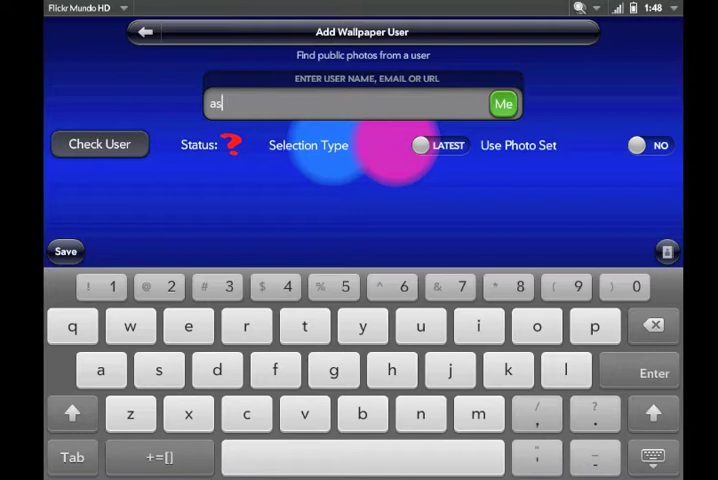 Flickr Mundo HD 1:48
Add Wallpaper User
Find public photos from a user
ENTER USER NAME, EMAIL OR URL
as Me
Check User Status: ? Selection Type LATEST Use Photo Set NO
Save
! 1 @ 2 # 3 $ 4 % 5 ^ 6 & 7 * 8 ( 9 ) 0
q w e r t y u i o p
a s d f g h j k l Enter
z x c v b n m / , ? .
Tab +=[] " ' _ -